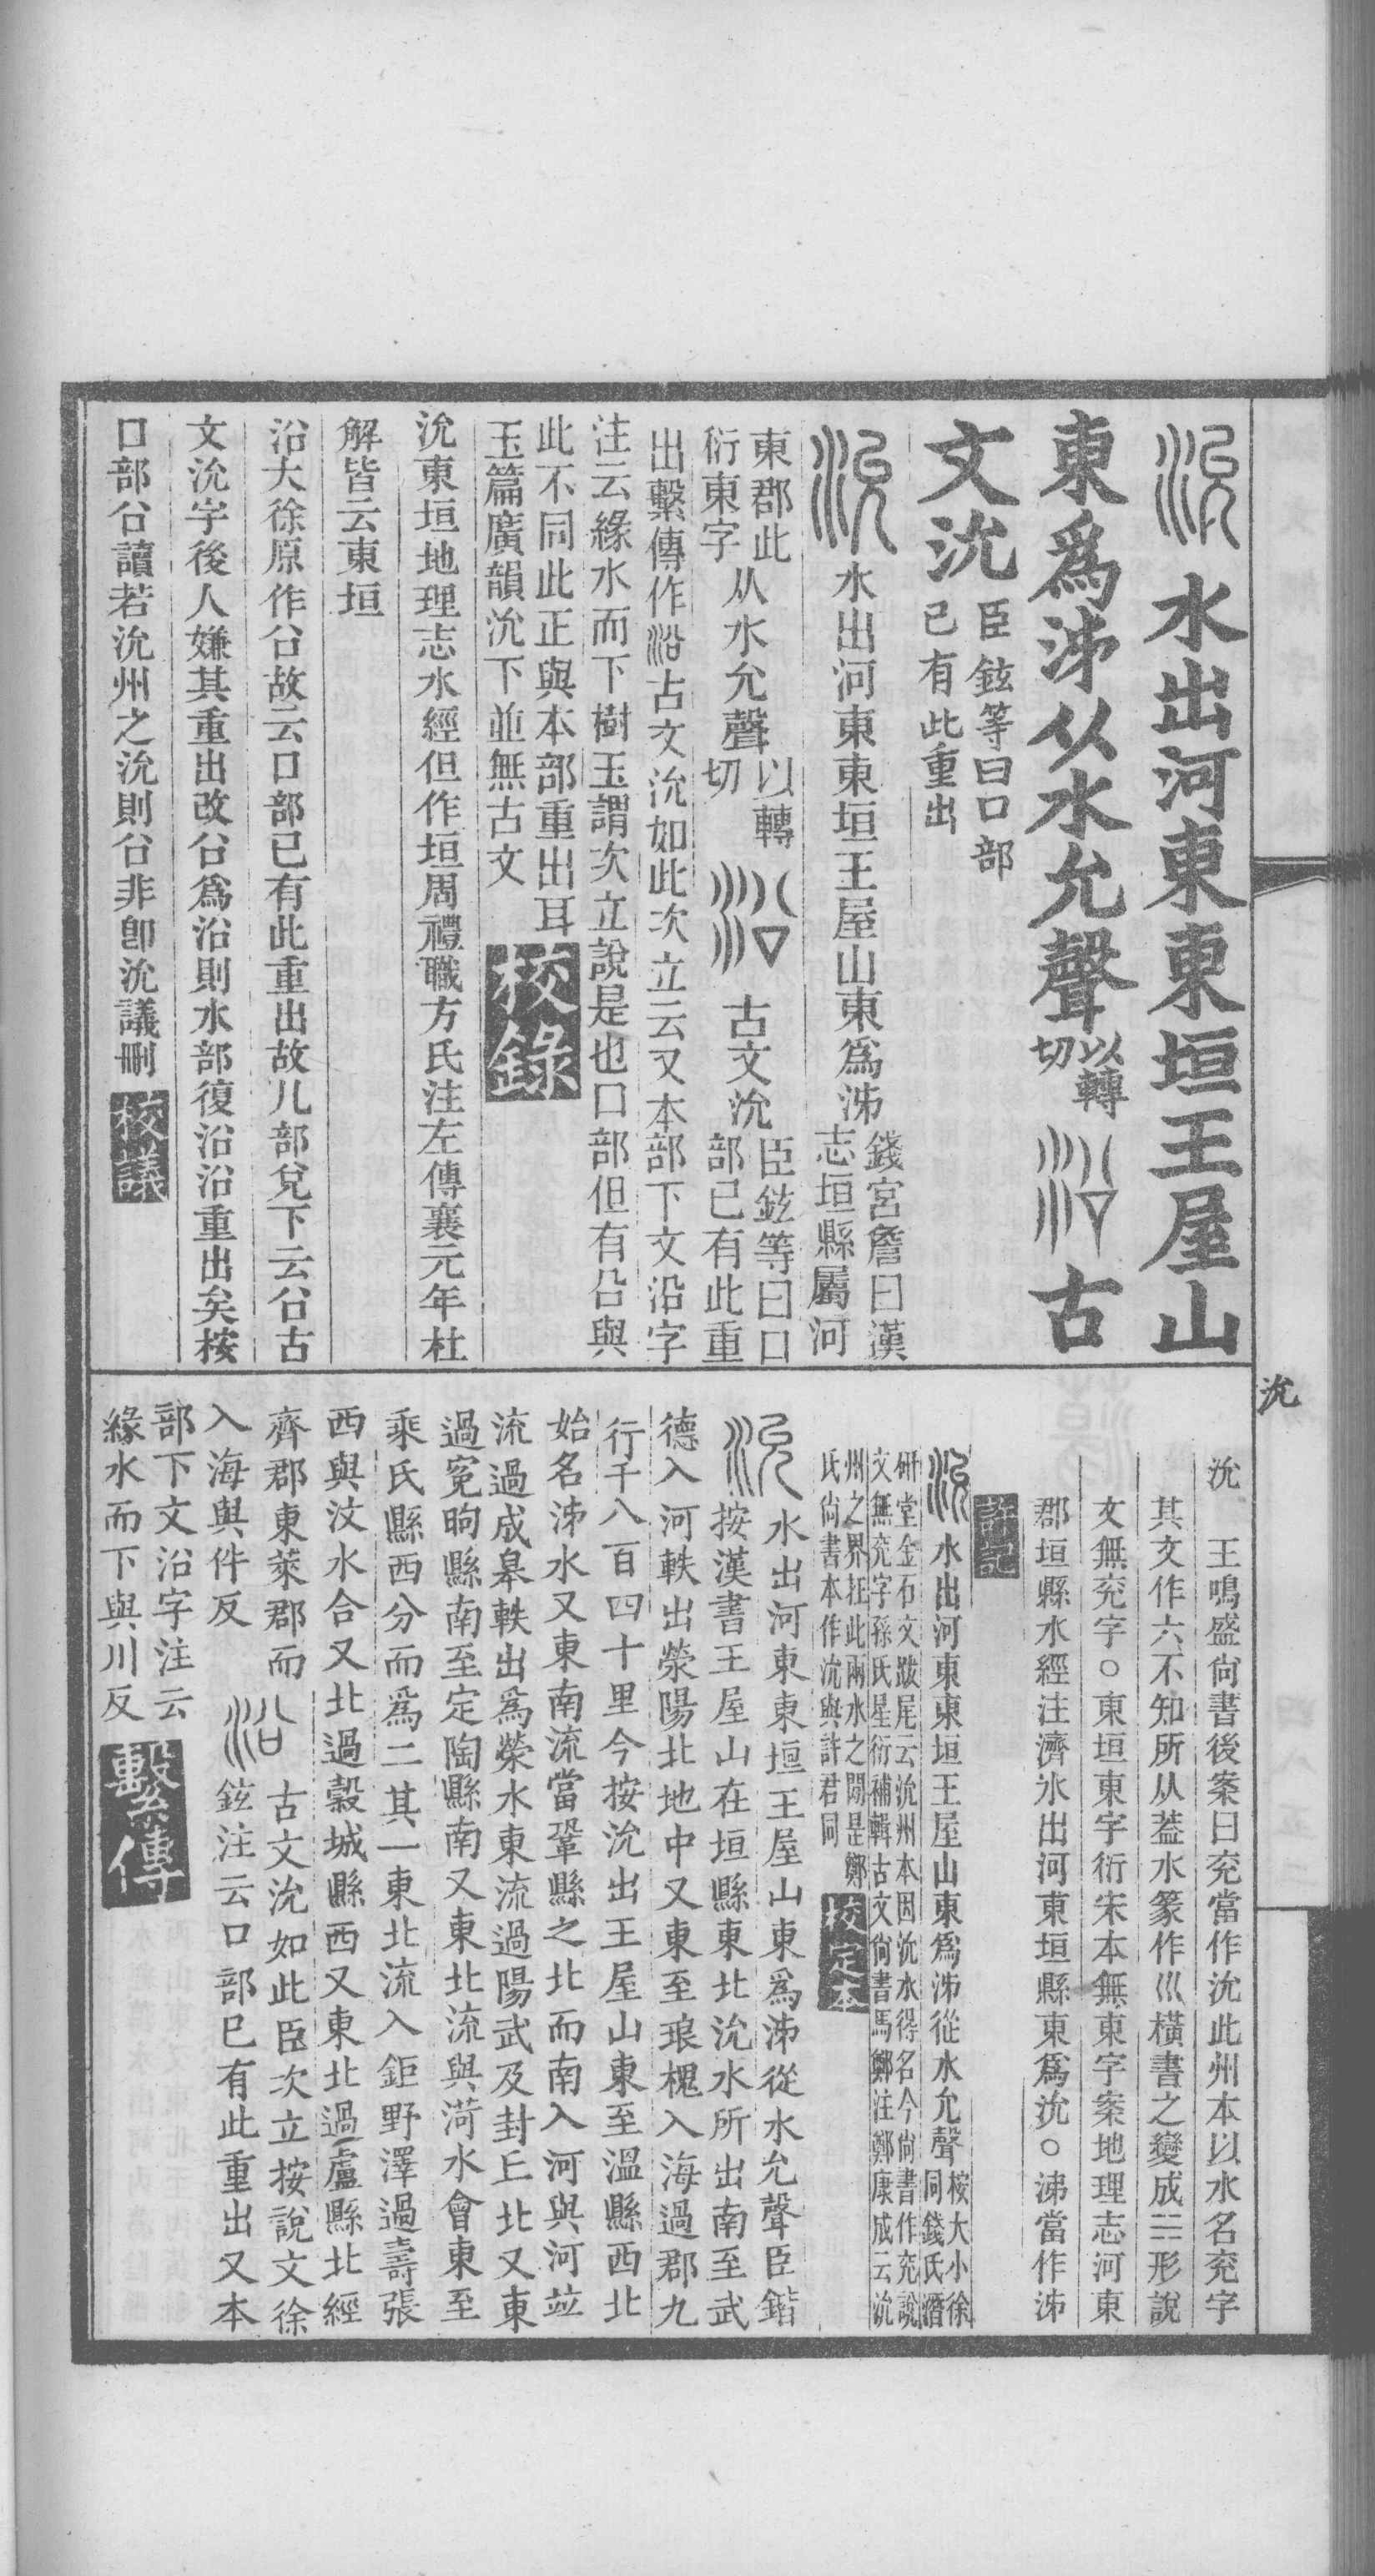 水出河東東垣王屋山
東爲泲从水允聲以轉切 古
文沇臣鉉等曰口部已有此重出
水出河東東垣王屋山東爲泲錢宮詹曰漢志垣縣屬河
東郡此衍東字从水允聲以轉切 古文沇臣鉉等曰口部已有此重
出繫傳作㳂古文沇如此次立云又本部下文沿字
注云緣水而下樹玉謂次立說是也口部但有㕣與
此不同此正與本部重出耳
玉篇廣韻沇下並無古文 校錄
沇東垣地理志水經但作垣周禮職方氏注左傳襄元年杜
解皆云東垣
沿大徐原作㕣故云口部已有此重出故儿部兌下云㕣古
文沇字後人嫌其重出改㕣爲沿則水部復沿沿重出矣桉
口部㕣讀若沇州之沇則㕣非卽沇議刪 校議
沇
沇 王鳴盛尙書後案曰兖當作沇此州本以水名兖字
其文作六不知所从葢水篆作巛橫書之變成三形說
文無兖字○東垣東字衍宋本無東字案地理志河東
郡垣縣水經注濟水出河東垣縣東爲沇○涕當作泲
許記
水出河東東垣王屋山東爲泲從水允聲桉大小徐同錢氏潛
研堂金石文跋尾云沇州本因沇水得名今尙書作兖說
文無兖字孫氏星衍補輯古文尙書馬鄭注鄭康成云沇
州之界在此兩水之閒是鄭
氏尙書本作沇與許君同 校定本
水出河東東垣王屋山東爲泲從水允聲臣鍇
按漢書王屋山在垣縣東北沇水所出南至武
德入河軼出滎陽北地中又東至琅槐入海過郡九
行千八百四十里今按沇出王屋山東至溫縣西北
始名泲水又東南流當鞏縣之北而南入河與河竝
流過成皋軼出爲滎水東流過陽武及封丘北又東
過冤朐縣南至定陶縣南又東北流與菏水會東至
乘氏縣西分而爲二其一東北流入鉅野澤過壽張
西與汶水合又北過穀城縣西又東北過盧縣北經
齊郡東萊郡而入海與件反 古文沇如此臣次立按說文徐
鉉注云口部巳有此重出又本
部下文沿字注云
緣水而下與川反 繫傳